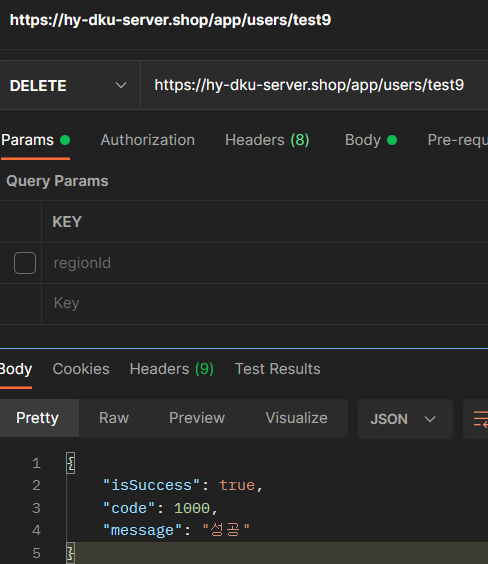 https://hy-dku-server.shop/app/users/test9
DELETE https://hy-dku-server.shop/app/users/test9
Params Authorization Headers (8) Body Pre-requ
Query Params
KEY
regionId
Key
Body Cookies Headers (9) Test Results
Pretty Raw Preview Visualize JSON
1 {
2 "isSuccess": true,
3 "code": 1000,
4 "message": "성공"
5 }